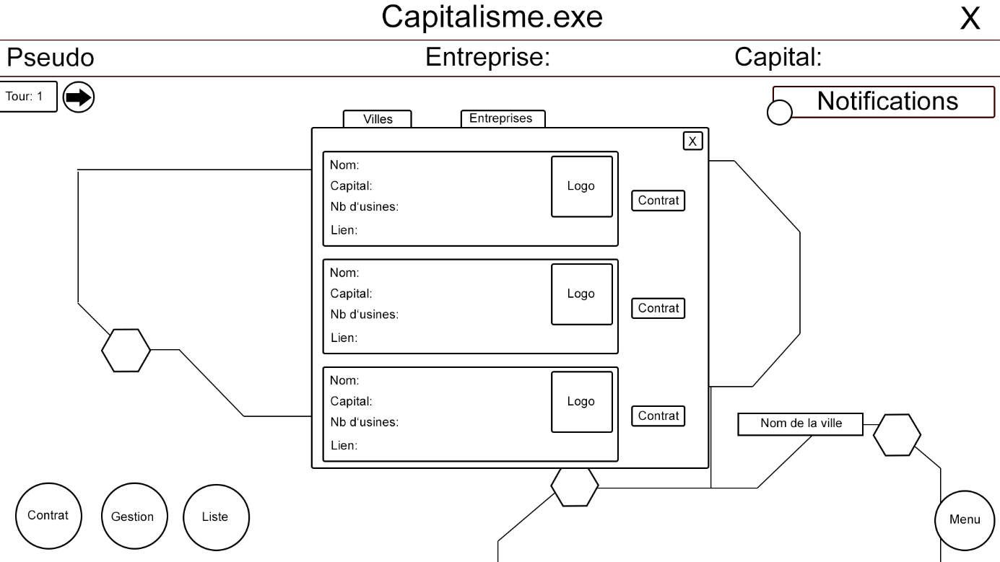 Capitalisme.exe
X
Pseudo
Entreprise:
Capital:
Tour: 1
Notifications
Villes
Entreprises
X
Nom:
Capital:
Nb d‘usines:
Lien:
Logo
Contrat
Nom:
Capital:
Nb d‘usines:
Lien:
Logo
Contrat
Nom:
Capital:
Nb d‘usines:
Lien:
Logo
Contrat
Nom de la ville
Contrat
Gestion
Liste
Menu